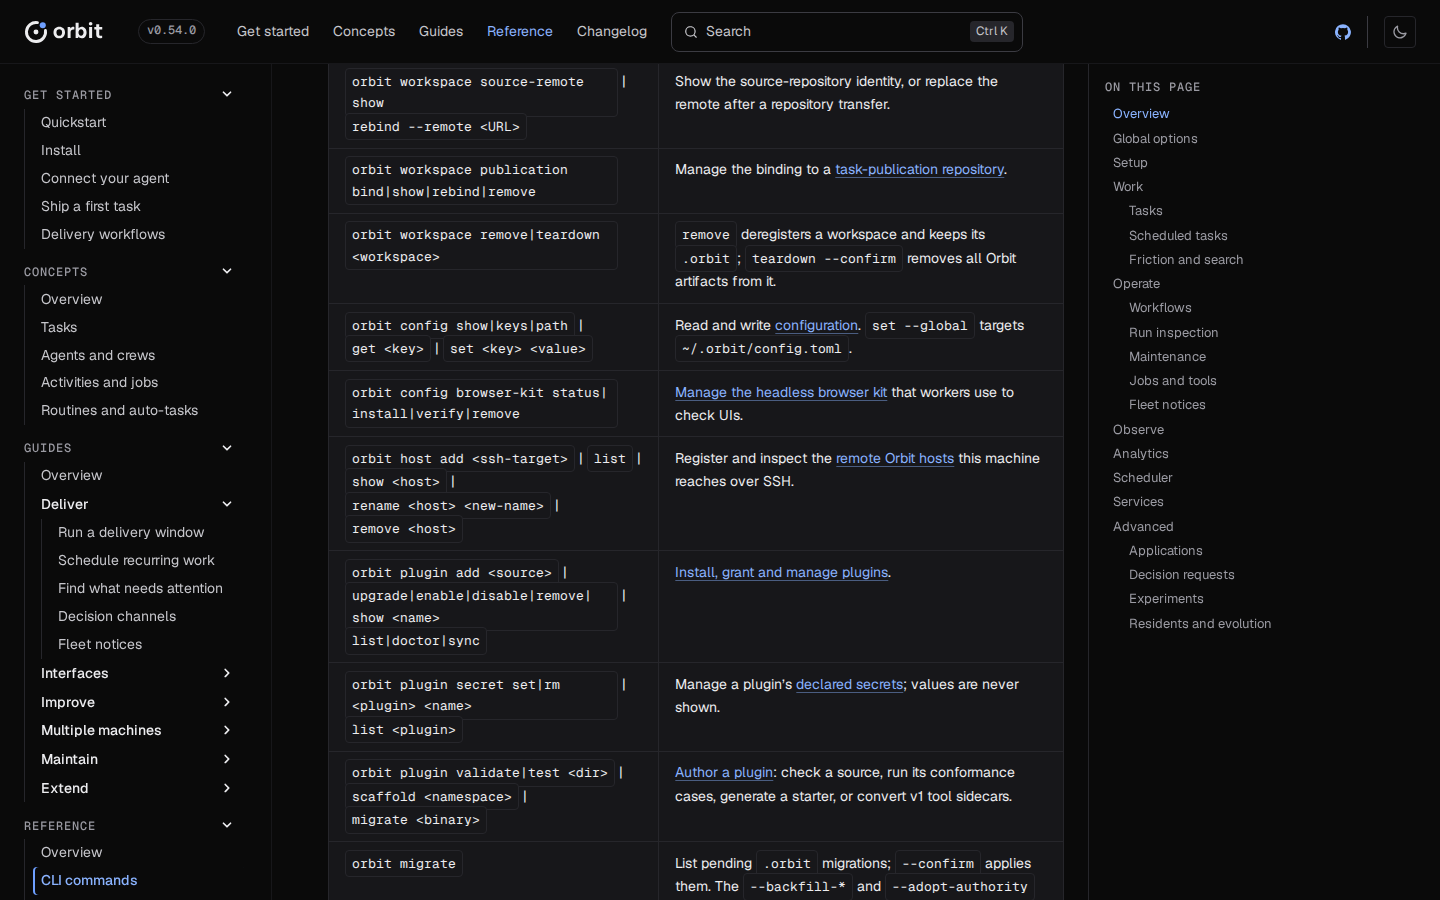 orbit v0.54.0 Get started Concepts Guides Reference Changelog Search Ctrl K
GET STARTED
Quickstart
Install
Connect your agent
Ship a first task
Delivery workflows
CONCEPTS
Overview
Tasks
Agents and crews
Activities and jobs
Routines and auto-tasks
GUIDES
Overview
Deliver
Run a delivery window
Schedule recurring work
Find what needs attention
Decision channels
Fleet notices
Interfaces
Improve
Multiple machines
Maintain
Extend
REFERENCE
Overview
CLI commands
orbit workspace source-remote |
show
rebind --remote <URL>
Show the source-repository identity, or replace the
remote after a repository transfer.
orbit workspace publication
bind|show|rebind|remove
Manage the binding to a task-publication repository.
orbit workspace remove|teardown
<workspace>
remove deregisters a workspace and keeps its
.orbit ; teardown --confirm removes all Orbit
artifacts from it.
orbit config show|keys|path |
get <key> | set <key> <value>
Read and write configuration. set --global targets
~/.orbit/config.toml .
orbit config browser-kit status|
install|verify|remove
Manage the headless browser kit that workers use to
check UIs.
orbit host add <ssh-target> | list |
show <host> |
rename <host> <new-name> |
remove <host>
Register and inspect the remote Orbit hosts this machine
reaches over SSH.
orbit plugin add <source> |
upgrade|enable|disable|remove| |
show <name>
list|doctor|sync
Install, grant and manage plugins.
orbit plugin secret set|rm |
<plugin> <name>
list <plugin>
Manage a plugin's declared secrets; values are never
shown.
orbit plugin validate|test <dir> |
scaffold <namespace> |
migrate <binary>
Author a plugin: check a source, run its conformance
cases, generate a starter, or convert v1 tool sidecars.
orbit migrate
List pending .orbit migrations; --confirm applies
them. The --backfill-* and --adopt-authority
ON THIS PAGE
Overview
Global options
Setup
Work
Tasks
Scheduled tasks
Friction and search
Operate
Workflows
Run inspection
Maintenance
Jobs and tools
Fleet notices
Observe
Analytics
Scheduler
Services
Advanced
Applications
Decision requests
Experiments
Residents and evolution